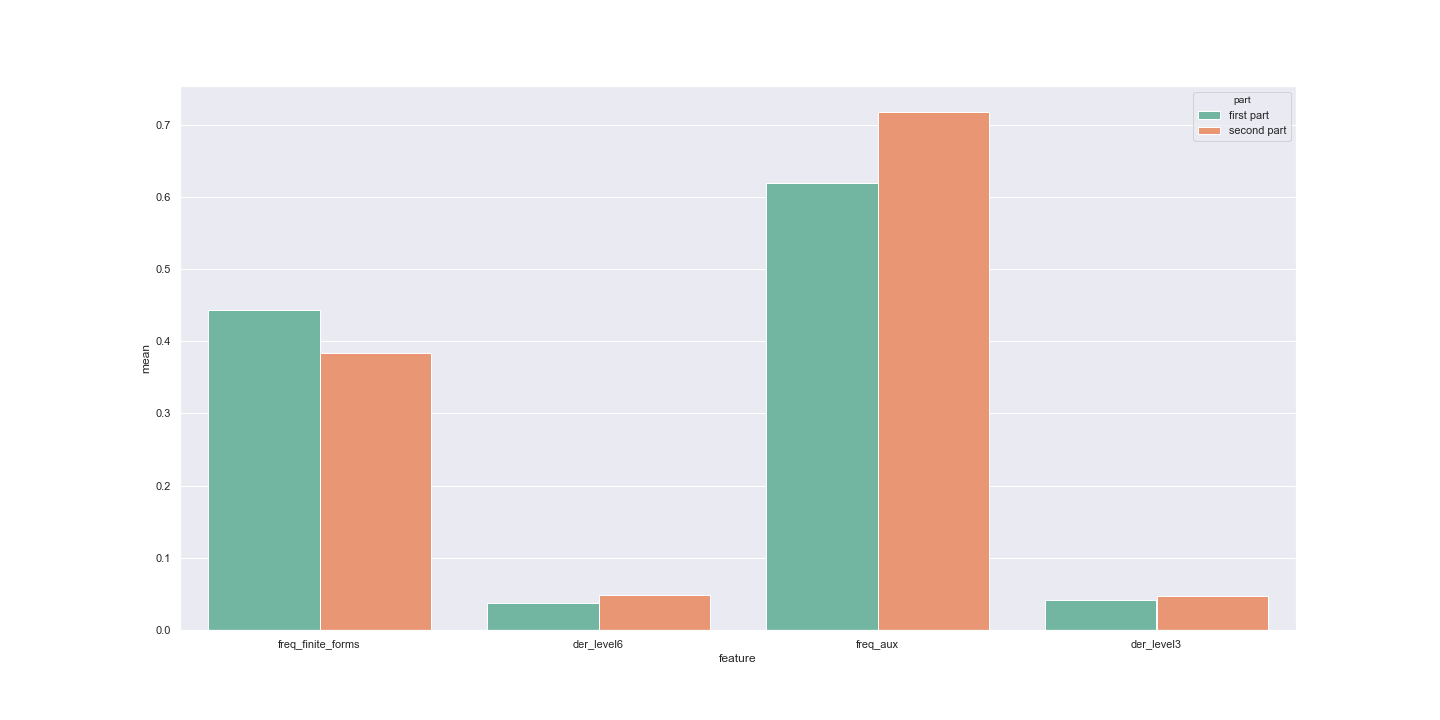 part
first part
second part
0.7
0.6
0.5
0.4
0.3
0.2
0.1
0.0
mean
freq_finite_forms der_level6 freq_aux der_level3
feature